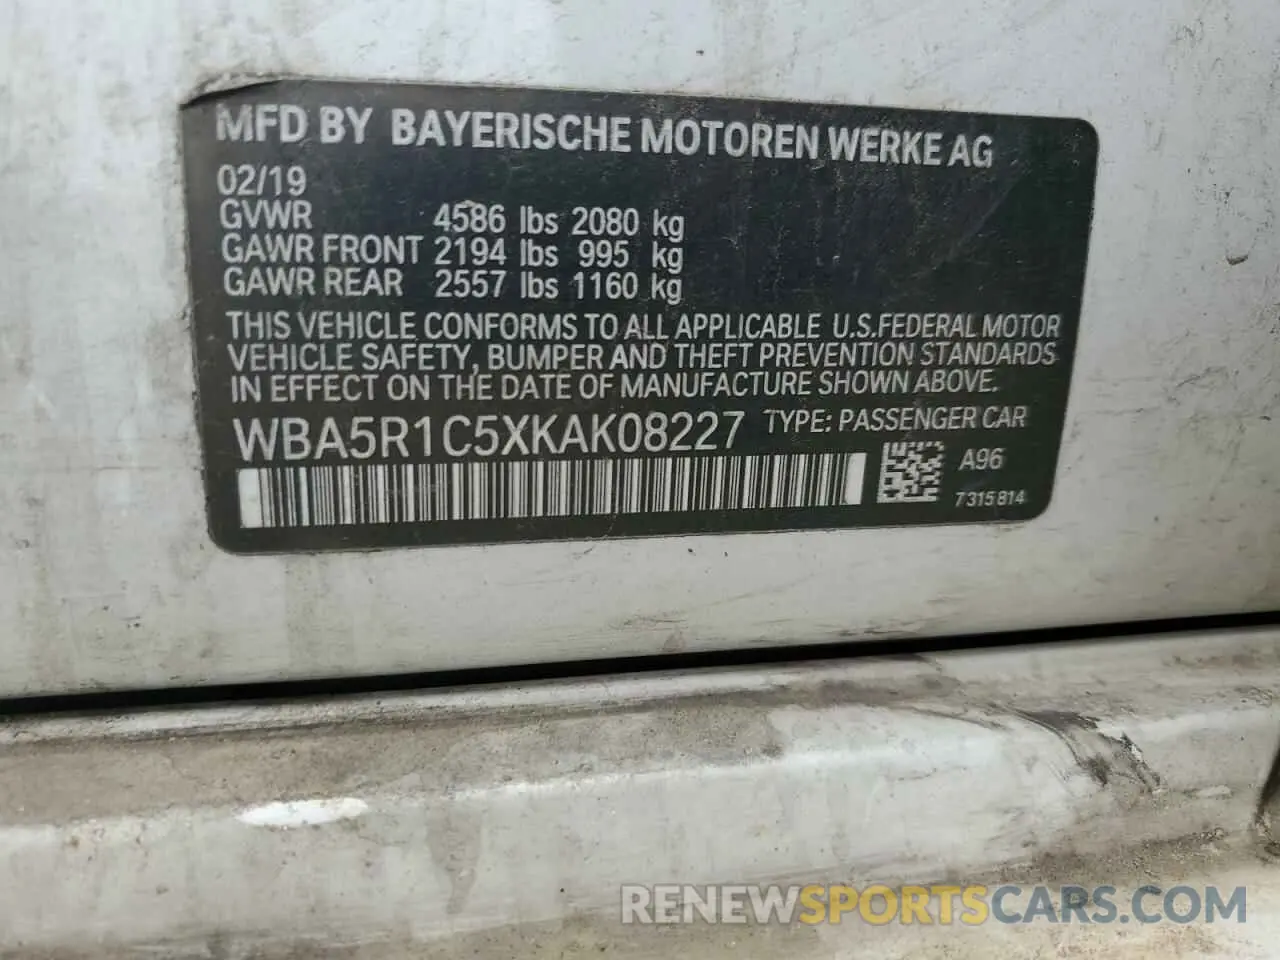 MFD BY BAYERISCHE MOTOREN WERKE AG
02/19
GVWR 4586 lbs 2080 kg
GAWR FRONT 2194 lbs 995 kg
GAWR REAR 2557 lbs 1160 kg
THIS VEHICLE CONFORMS TO ALL APPLICABLE U.S.FEDERAL MOTOR
VEHICLE SAFETY, BUMPER AND THEFT PREVENTION STANDARDS
IN EFFECT ON THE DATE OF MANUFACTURE SHOWN ABOVE.
WBA5R1C5XKAK08227 TYPE: PASSENGER CAR
A96
7315814
RENEWSPORTSCARS.COM